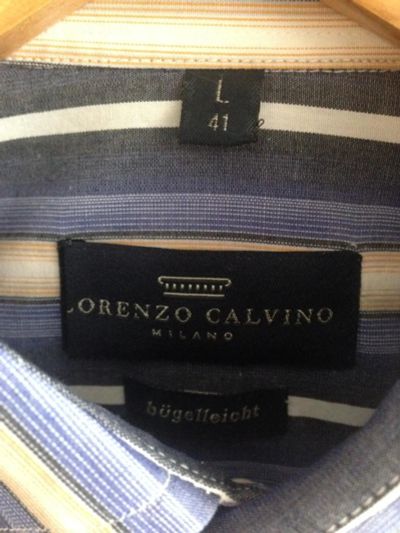 L
41
LORENZO CALVINO
MILANO
bügelleicht